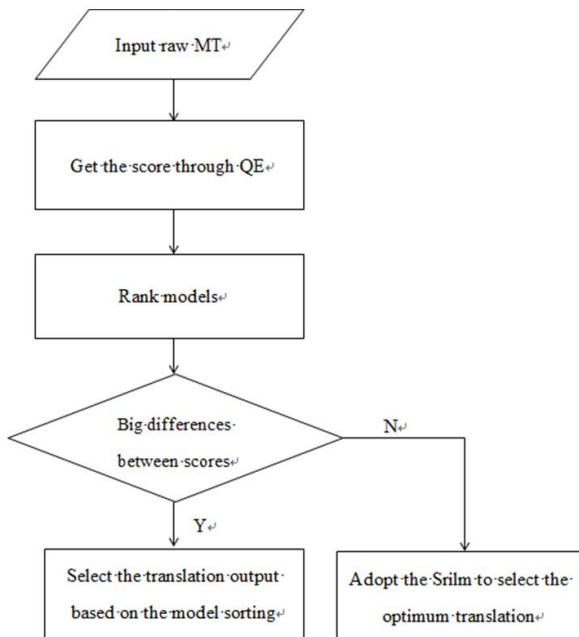 Input raw MT
Get the score through QE
Rank models
Big differences
between scores
N
Y
Select the translation output
based on the model sorting
Adopt the Srilm to select the
optimum translation